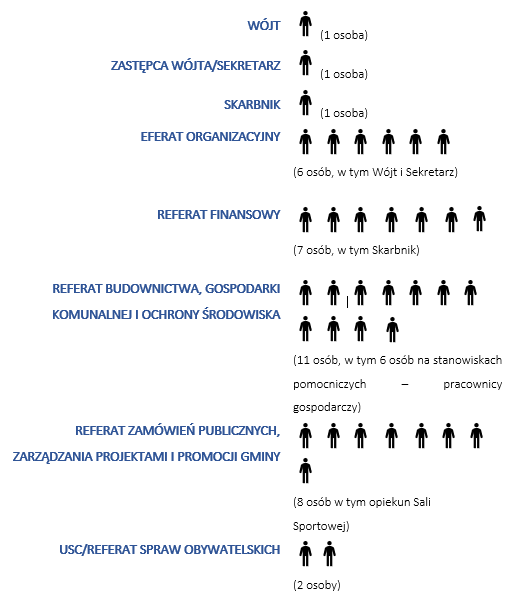 WÓJT
(1 osoba)
ZASTĘPCA WÓJTA/SEKRETARZ
(1 osoba)
SKARBNIK
(1 osoba)
EFERAT ORGANIZACYJNY
(6 osób, w tym Wójt i Sekretarz)
REFERAT FINANSOWY
(7 osób, w tym Skarbnik)
REFERAT BUDOWNICTWA, GOSPODARKI
KOMUNALNEJ I OCHRONY ŚRODOWISKA
(11 osób, w tym 6 osób na stanowiskach
pomocniczych – pracownicy
gospodarczy)
REFERAT ZAMÓWIEŃ PUBLICZNYCH,
ZARZĄDZANIA PROJEKTAMI I PROMOCJI GMINY
(8 osób w tym opiekun Sali
Sportowej)
USC/REFERAT SPRAW OBYWATELSKICH
(2 osoby)